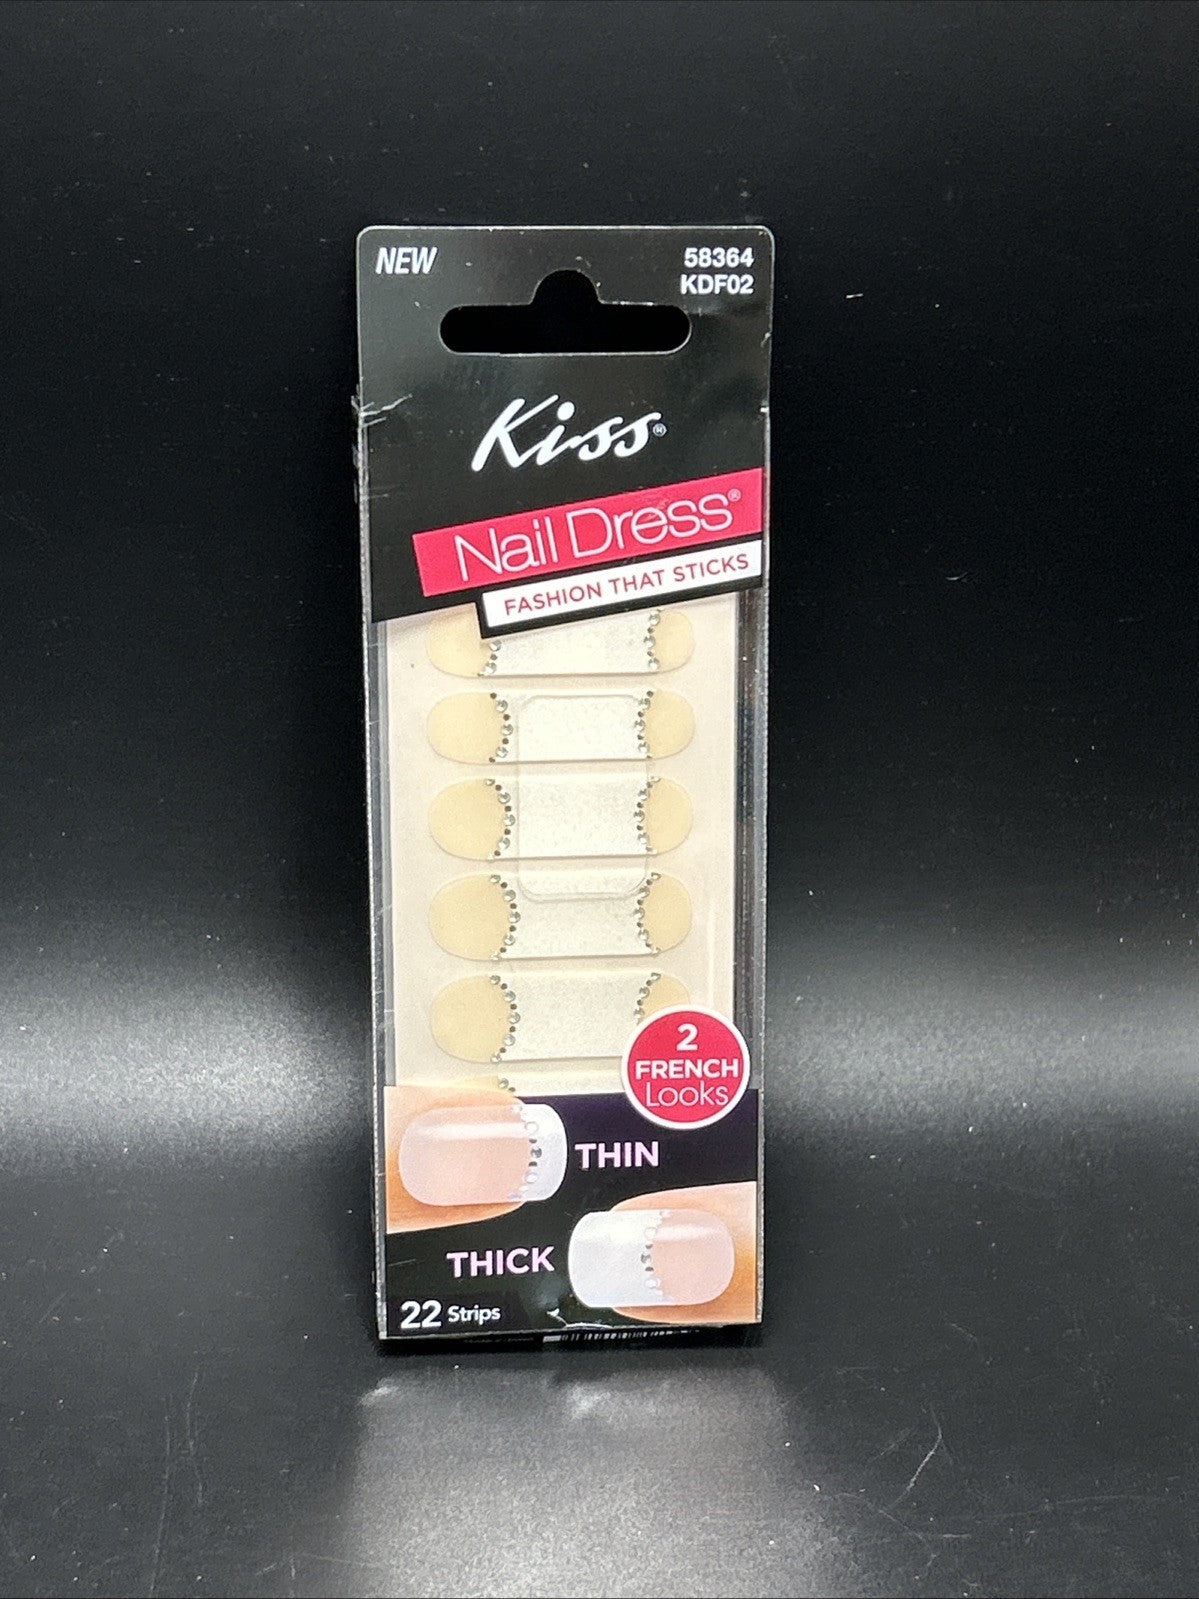 NEW
58364
KDF02
Kiss®
Nail Dress®
FASHION THAT STICKS
2
FRENCH
Looks
THIN
THICK
22 Strips